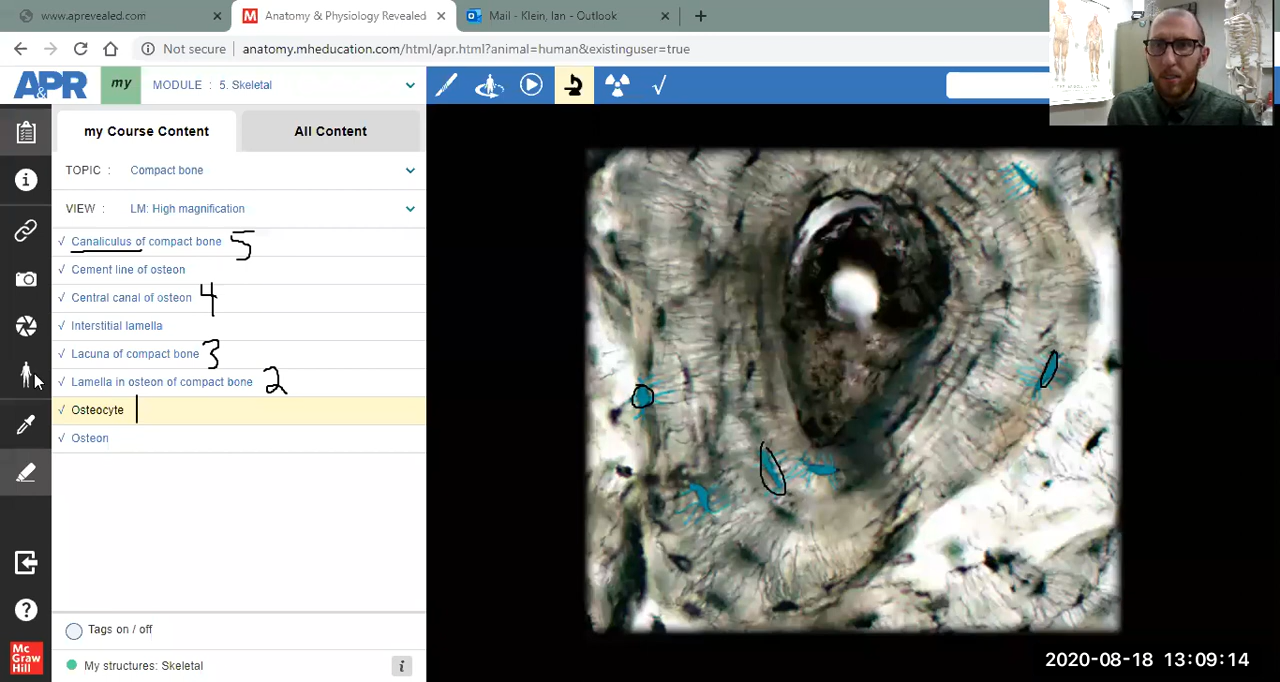 www.aprevealed.com
Anatomy & Physiology Revealed
Mail - Klein, Ian - Outlook
Not secure | anatomy.mheducation.com/html/apr.html?animal=human&existinguser=true
A&PR my MODULE : 5. Skeletal
my Course Content All Content
TOPIC : Compact bone
VIEW : LM: High magnification
√ Canaliculus of compact bone 5
√ Cement line of osteon
√ Central canal of osteon 4
√ Interstitial lamella
√ Lacuna of compact bone 3
√ Lamella in osteon of compact bone 2
√ Osteocyte 1
√ Osteon
Tags on / off
My structures: Skeletal
Mc
Graw
Hill
2020-08-18 13:09:14